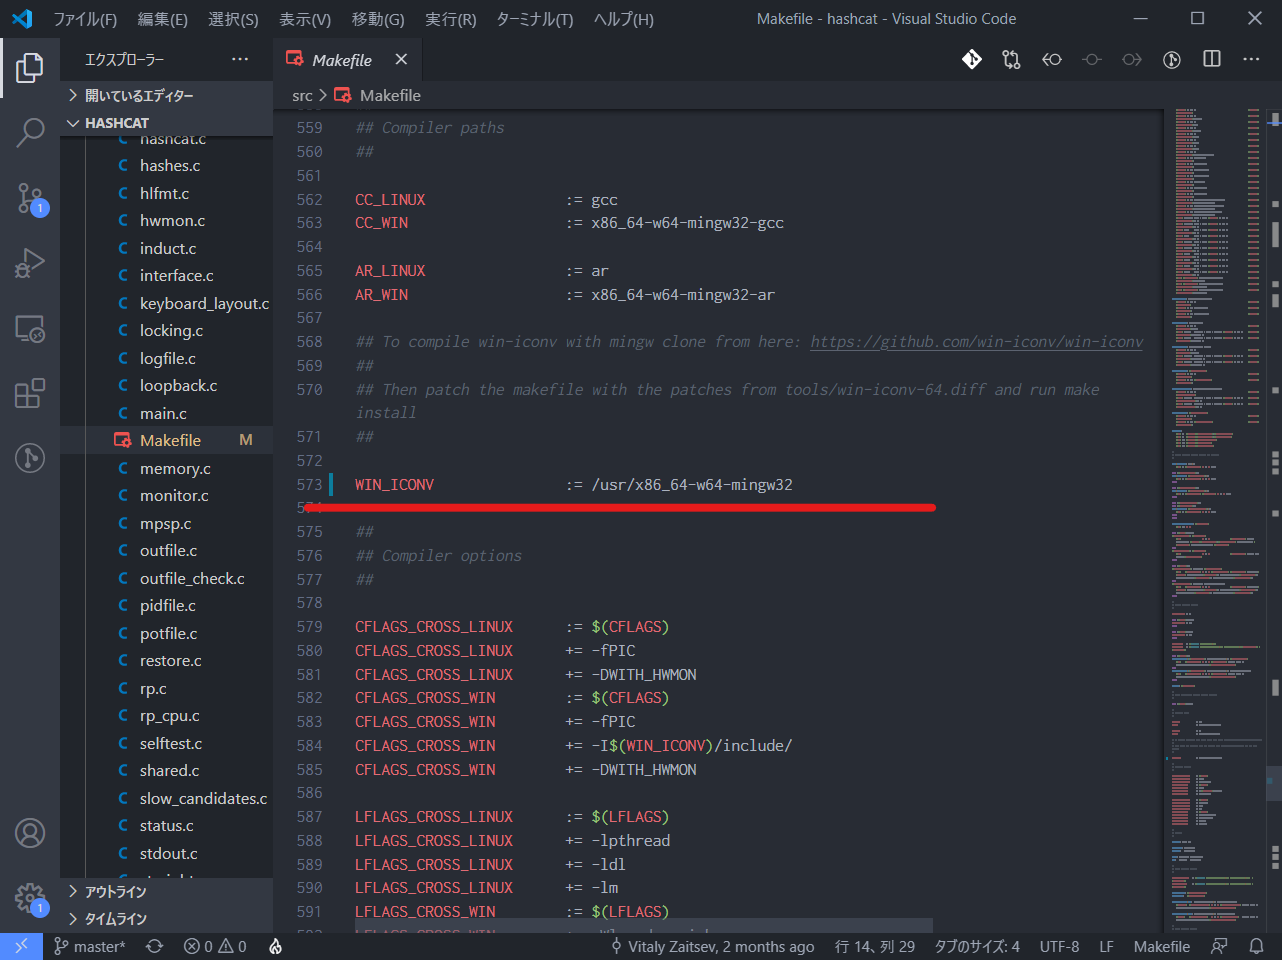 ファイル(F) 編集(E) 選択(S) 表示(V) 移動(G) 実行(R) ターミナル(T) ヘルプ(H) Makefile - hashcat - Visual Studio Code
エクスプローラー ···
Makefile
開いているエディター
HASHCAT
hashcat.c
hashes.c
hlfmt.c
hwmon.c
induct.c
interface.c
keyboard_layout.c
locking.c
logfile.c
loopback.c
main.c
Makefile M
memory.c
monitor.c
mpsp.c
outfile.c
outfile_check.c
pidfile.c
potfile.c
restore.c
rp.c
rp_cpu.c
selftest.c
shared.c
slow_candidates.c
status.c
stdout.c
アウトライン
タイムライン
1
1
src > Makefile
559 ## Compiler paths
560 ##
561
562 CC_LINUX := gcc
563 CC_WIN := x86_64-w64-mingw32-gcc
564
565 AR_LINUX := ar
566 AR_WIN := x86_64-w64-mingw32-ar
567
568 ## To compile win-iconv with mingw clone from here: https://github.com/win-iconv/win-iconv
569 ##
570 ## Then patch the makefile with the patches from tools/win-iconv-64.diff and run make
install
571 ##
572
573 WIN_ICONV := /usr/x86_64-w64-mingw32
574
575 ##
576 ## Compiler options
577 ##
578
579 CFLAGS_CROSS_LINUX := $(CFLAGS)
580 CFLAGS_CROSS_LINUX += -fPIC
581 CFLAGS_CROSS_LINUX += -DWITH_HWMON
582 CFLAGS_CROSS_WIN := $(CFLAGS)
583 CFLAGS_CROSS_WIN += -fPIC
584 CFLAGS_CROSS_WIN += -I$(WIN_ICONV)/include/
585 CFLAGS_CROSS_WIN += -DWITH_HWMON
586
587 LFLAGS_CROSS_LINUX := $(LFLAGS)
588 LFLAGS_CROSS_LINUX += -lpthread
589 LFLAGS_CROSS_LINUX += -ldl
590 LFLAGS_CROSS_LINUX += -lm
591 LFLAGS_CROSS_WIN := $(LFLAGS)
master* 0 0 Vitaly Zaitsev, 2 months ago 行 14、列 29 タブのサイズ: 4 UTF-8 LF Makefile